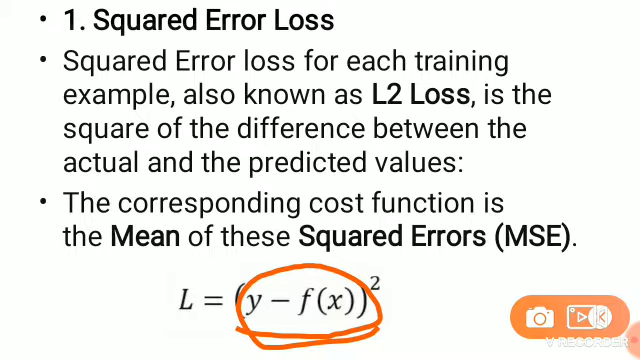 • 1. Squared Error Loss
• Squared Error loss for each training
example, also known as L2 Loss, is the
square of the difference between the
actual and the predicted values:
• The corresponding cost function is
the Mean of these Squared Errors (MSE).
L = (y − f(x))²
V RECORDER